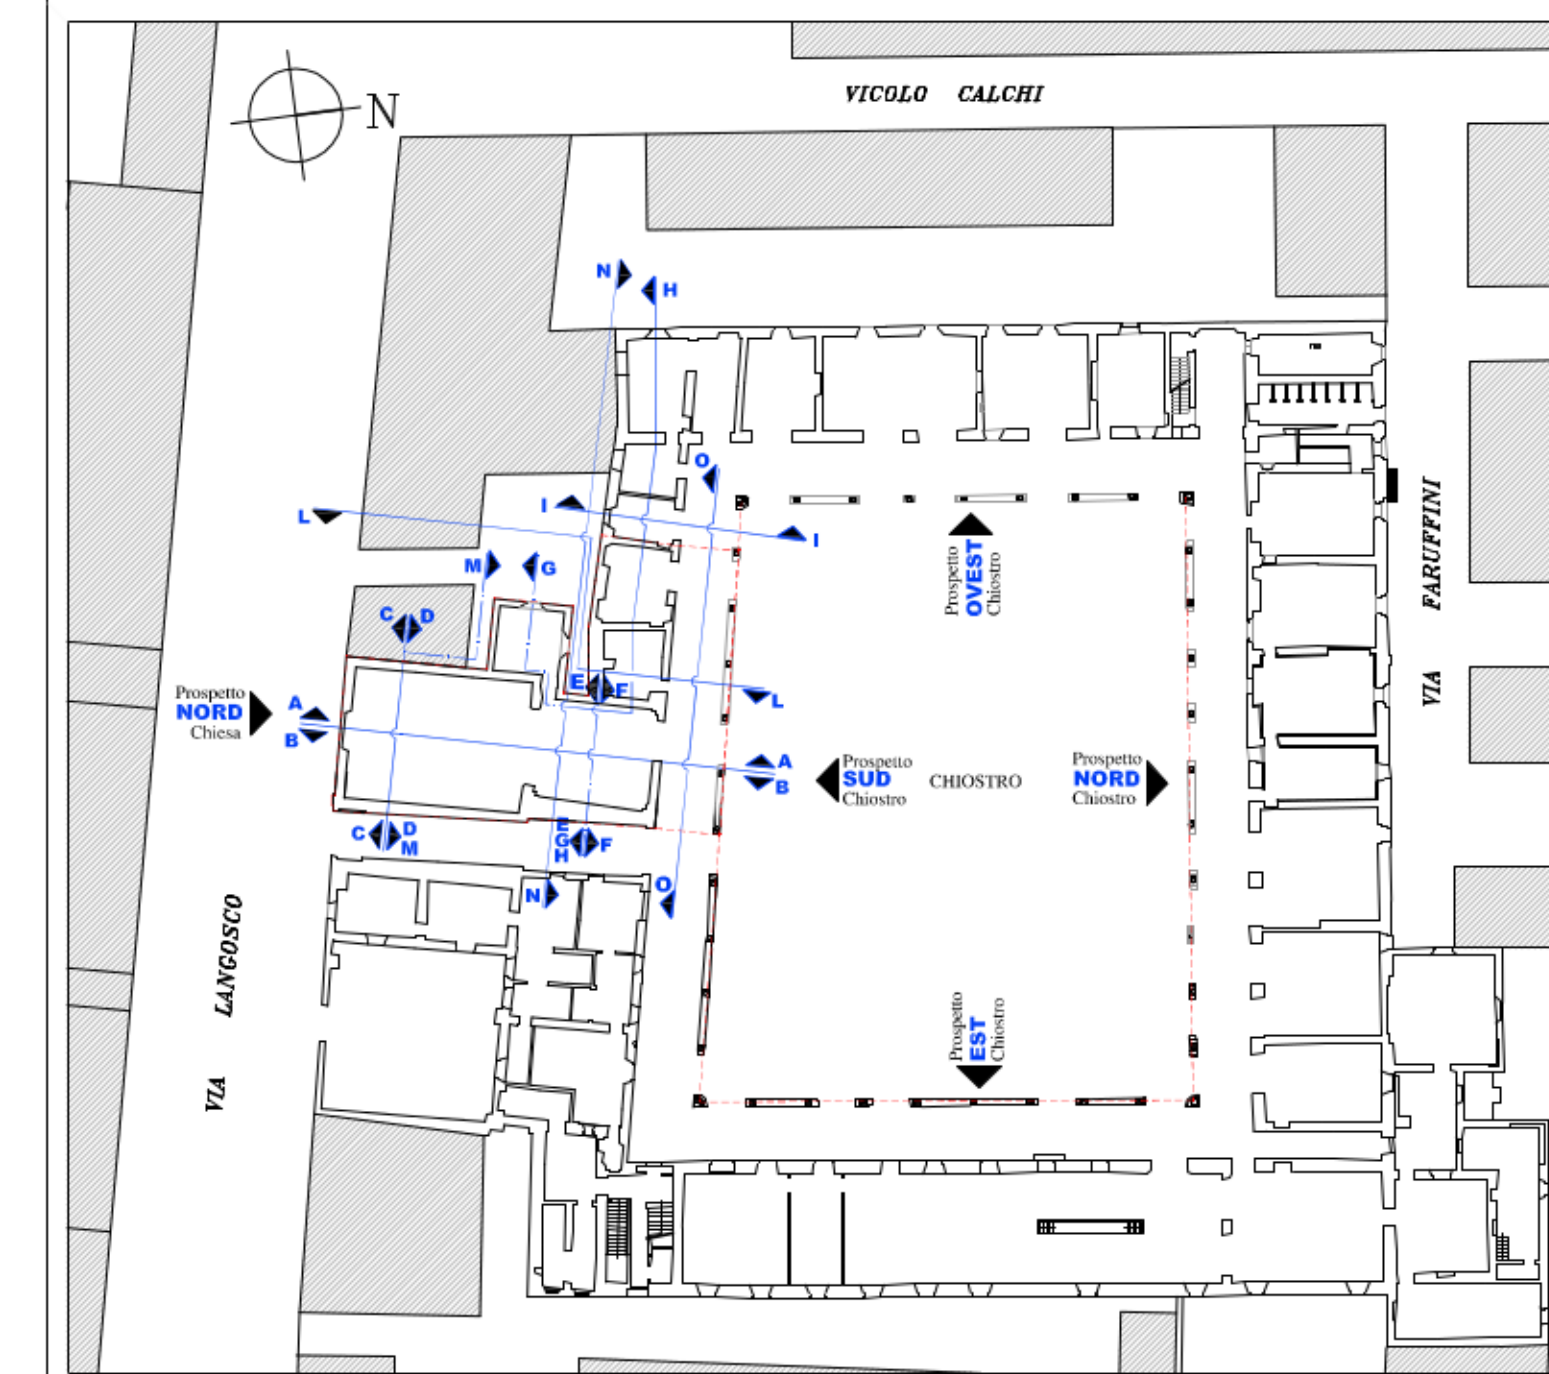 VICOLO CALCHI
N
N
H
O
L
I
I
M
G
C D
E F
L
Prospetto
NORD
Chiesa
A
B
A
B
Prospetto
OVEST
Chiostro
Prospetto
SUD
Chiostro
CHIOSTRO
Prospetto
NORD
Chiostro
VIA FARUFFINI
C D
M
E
G
H
F
N
O
VIA LANGOSCO
Prospetto
EST
Chiostro